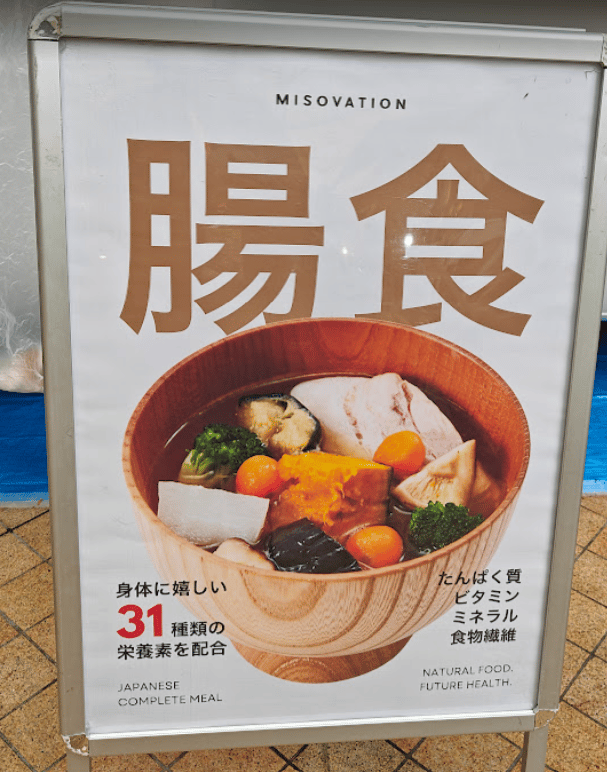 MISOVATION
腸食
身体に嬉しい
31種類の
栄養素を配合
たんぱく質
ビタミン
ミネラル
食物繊維
JAPANESE
COMPLETE MEAL
NATURAL FOOD.
FUTURE HEALTH.